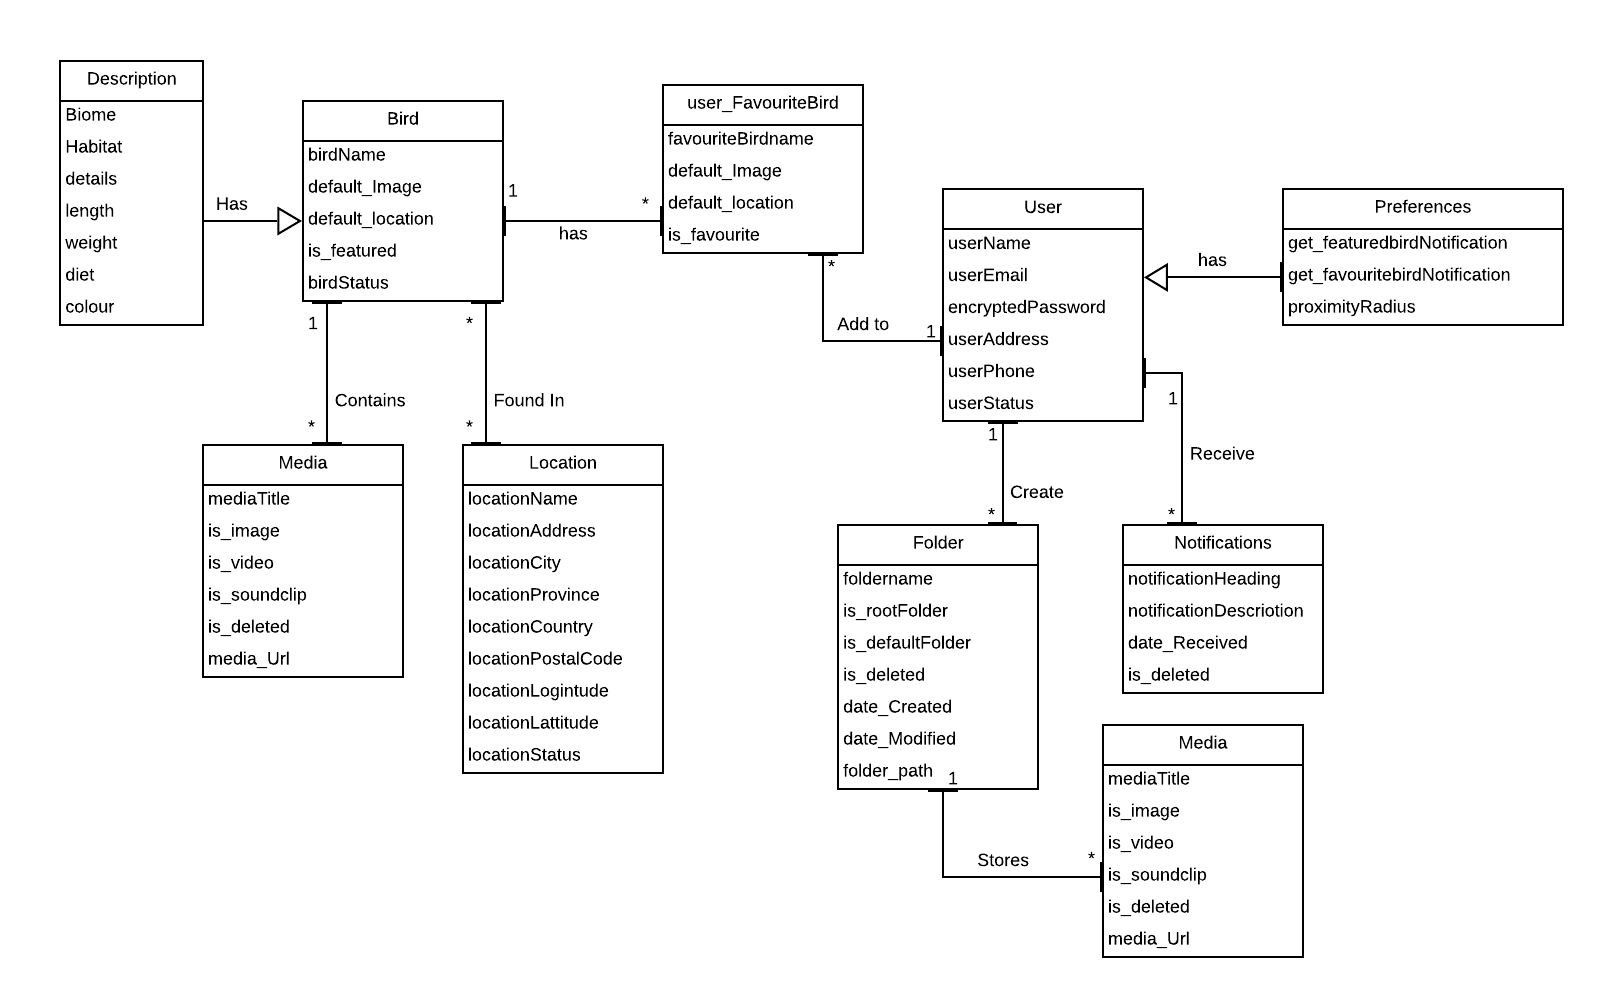 Description
Biome
Habitat
details
length
weight
diet
colour
Has
Bird
birdName
default_Image
default_location
is_featured
birdStatus
1
*
has
user_FavouriteBird
favouriteBirdname
default_Image
default_location
is_favourite
*
Add to
1
User
userName
userEmail
encryptedPassword
userAddress
userPhone
userStatus
has
Preferences
get_featuredbirdNotification
get_favouritebirdNotification
proximityRadius
1
Contains
*
*
Found In
*
1
Create
*
1
Receive
*
Media
mediaTitle
is_image
is_video
is_soundclip
is_deleted
media_Url
Location
locationName
locationAddress
locationCity
locationProvince
locationCountry
locationPostalCode
locationLogintude
locationLattitude
locationStatus
Folder
foldername
is_rootFolder
is_defaultFolder
is_deleted
date_Created
date_Modified
folder_path
1
Stores
*
Notifications
notificationHeading
notificationDescriotion
date_Received
is_deleted
Media
mediaTitle
is_image
is_video
is_soundclip
is_deleted
media_Url